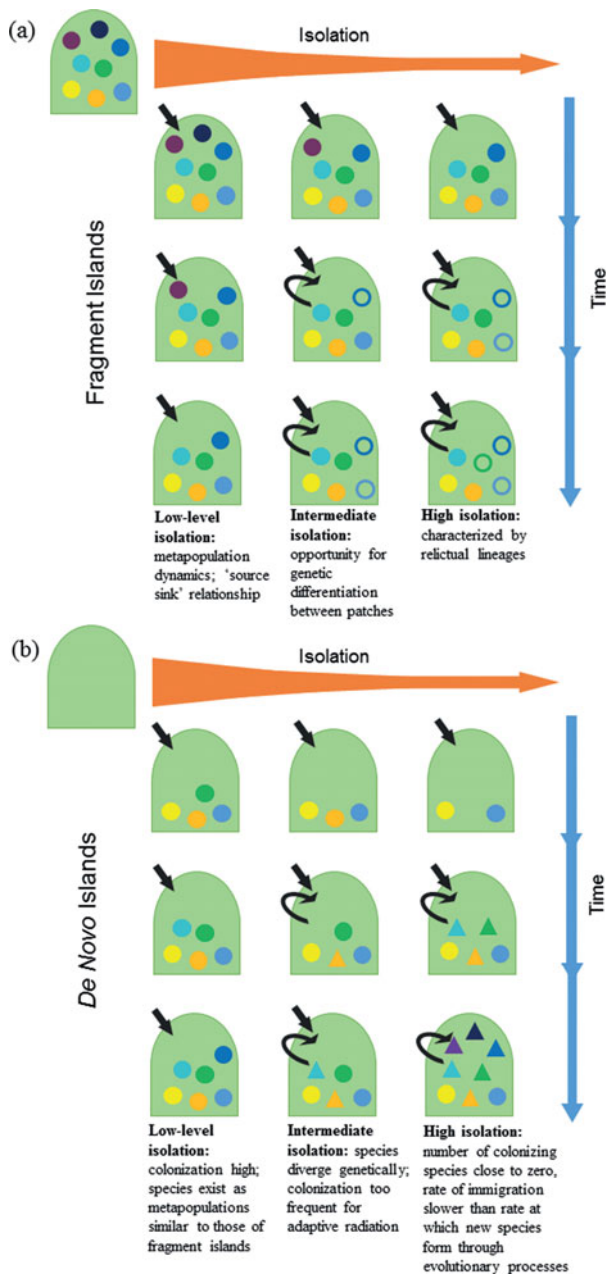 (a)
Isolation
Fragment Islands
Time
Low-level
isolation:
metapopulation
dynamics; ‘source
sink’ relationship
Intermediate
isolation:
opportunity for
genetic
differentiation
between patches
High isolation:
characterized by
relictual lineages
(b)
Isolation
De Novo Islands
Time
Low-level
isolation:
colonization high;
species exist as
metapopulations
similar to those of
fragment islands
Intermediate
isolation: species
diverge genetically;
colonization too
frequent for
adaptive radiation
High isolation:
number of colonizing
species close to zero,
rate of immigration
slower than rate at
which new species
form through
evolutionary processes